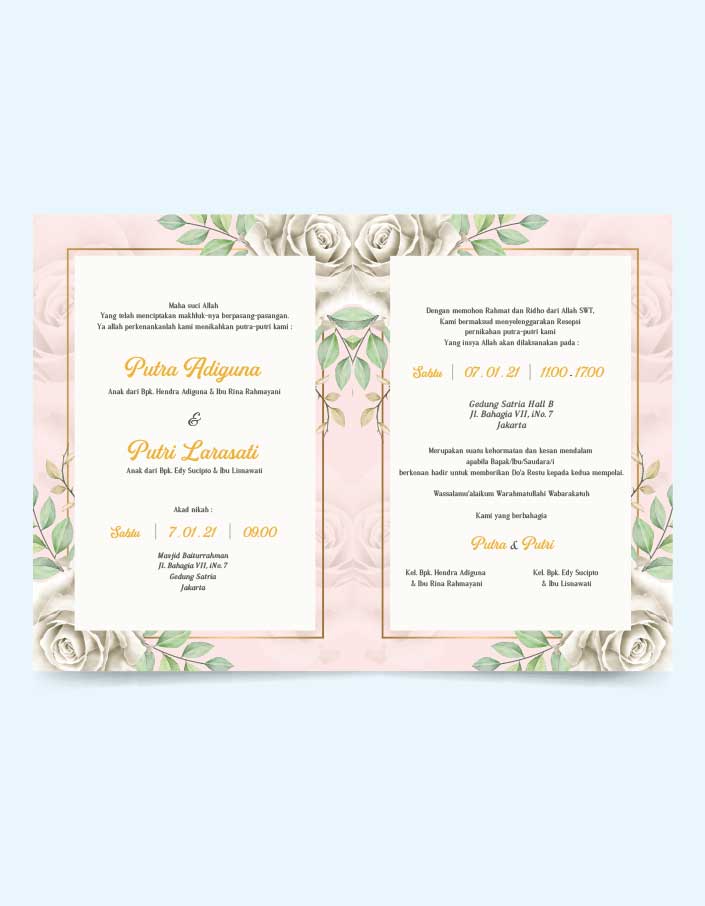 Maha suci Allah
Yang telah menciptakan makhluk-nya berpasang-pasangan.
Ya allah perkenankanlah kami menikahkan putra-putri kami :
Putra Adiguna
Anak dari Bpk. Hendra Adiguna & Ibu Rina Rahmayani
&
Putri Larasati
Anak dari Bpk. Edy Sucipto & Ibu Lisnawati
Akad nikah :
Sabtu | 7 . 01 . 21 | 09.00
Masjid Baiturrahman
Jl. Bahagia VII, iNo. 7
Gedung Satria
Jakarta
Dengan memohon Rahmat dan Ridho dari Allah SWT,
Kami bermaksud menyelenggarakan Resepsi
pernikahan putra-putri kami
Yang insya Allah akan dilaksanakan pada :
Sabtu | 07 . 01 . 21 | 11.00 - 17.00
Gedung Satria Hall B
Jl. Bahagia VII, iNo. 7
Jakarta
Merupakan suatu kehormatan dan kesan mendalam
apabila Bapak/Ibu/Saudara/i
berkenan hadir untuk memberikan Do'a Restu kepada kedua mempelai.
Wassalamu'alaikum Warahmatullahi Wabarakatuh
Kami yang berbahagia
Putra & Putri
Kel. Bpk. Hendra Adiguna
& Ibu Rina Rahmayani
Kel. Bpk. Edy Sucipto
& Ibu Lisnawati